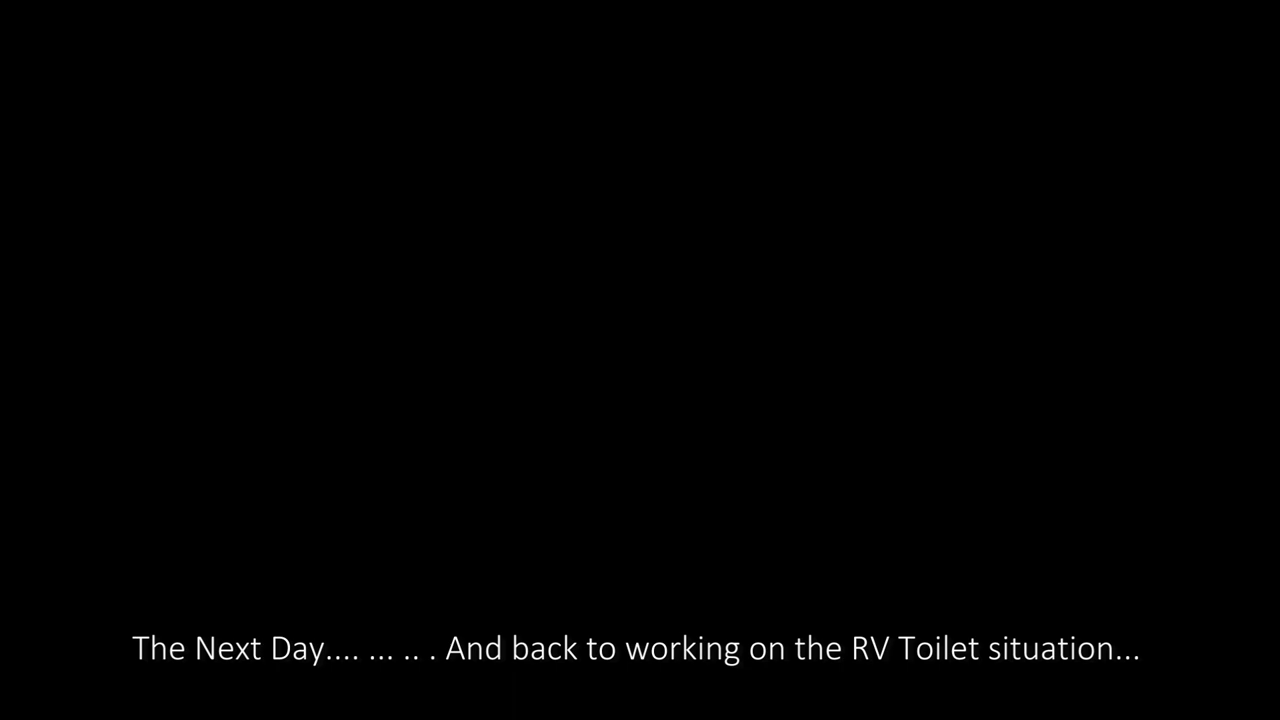 The Next Day.... ... .. . And back to working on the RV Toilet situation...